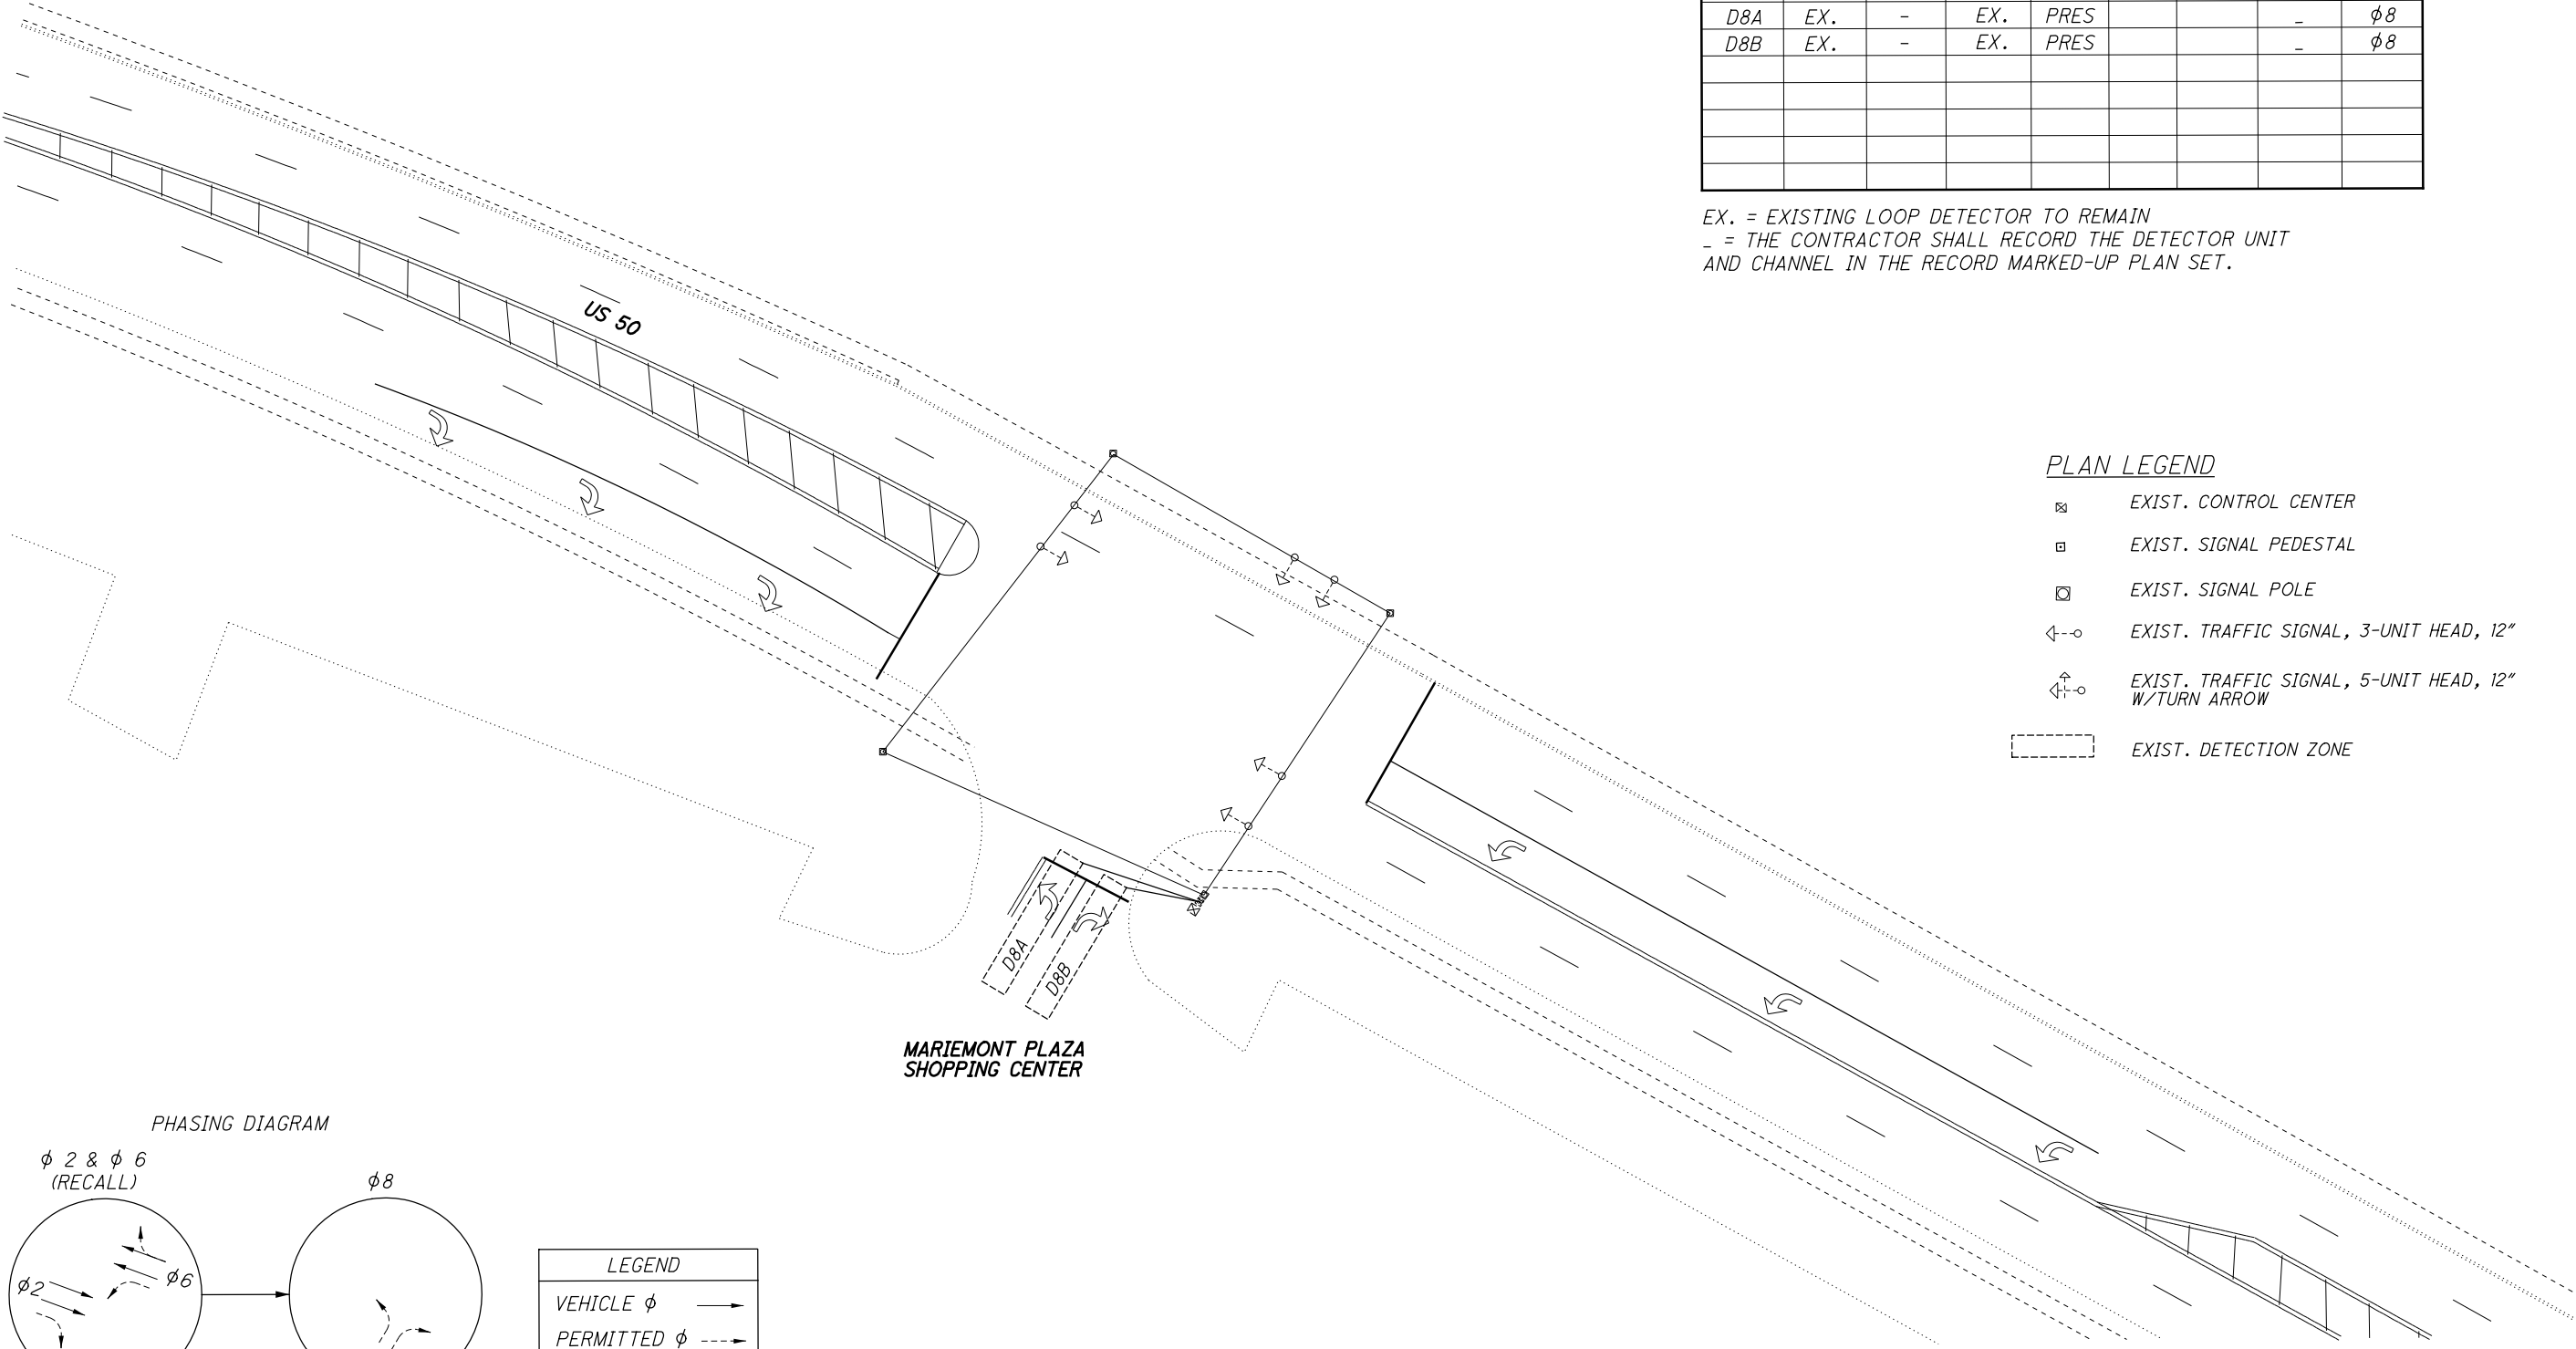 D8A EX. - EX. PRES _ ϕ8
D8B EX. - EX. PRES _ ϕ8
EX. = EXISTING LOOP DETECTOR TO REMAIN
_ = THE CONTRACTOR SHALL RECORD THE DETECTOR UNIT
AND CHANNEL IN THE RECORD MARKED-UP PLAN SET.
US 50
PLAN LEGEND
EXIST. CONTROL CENTER
EXIST. SIGNAL PEDESTAL
EXIST. SIGNAL POLE
EXIST. TRAFFIC SIGNAL, 3-UNIT HEAD, 12"
EXIST. TRAFFIC SIGNAL, 5-UNIT HEAD, 12"
W/TURN ARROW
EXIST. DETECTION ZONE
D8A
D8B
MARIEMONT PLAZA
SHOPPING CENTER
PHASING DIAGRAM
ϕ 2 & ϕ 6
(RECALL)
ϕ8
ϕ2
ϕ6
LEGEND
VEHICLE ϕ
PERMITTED ϕ